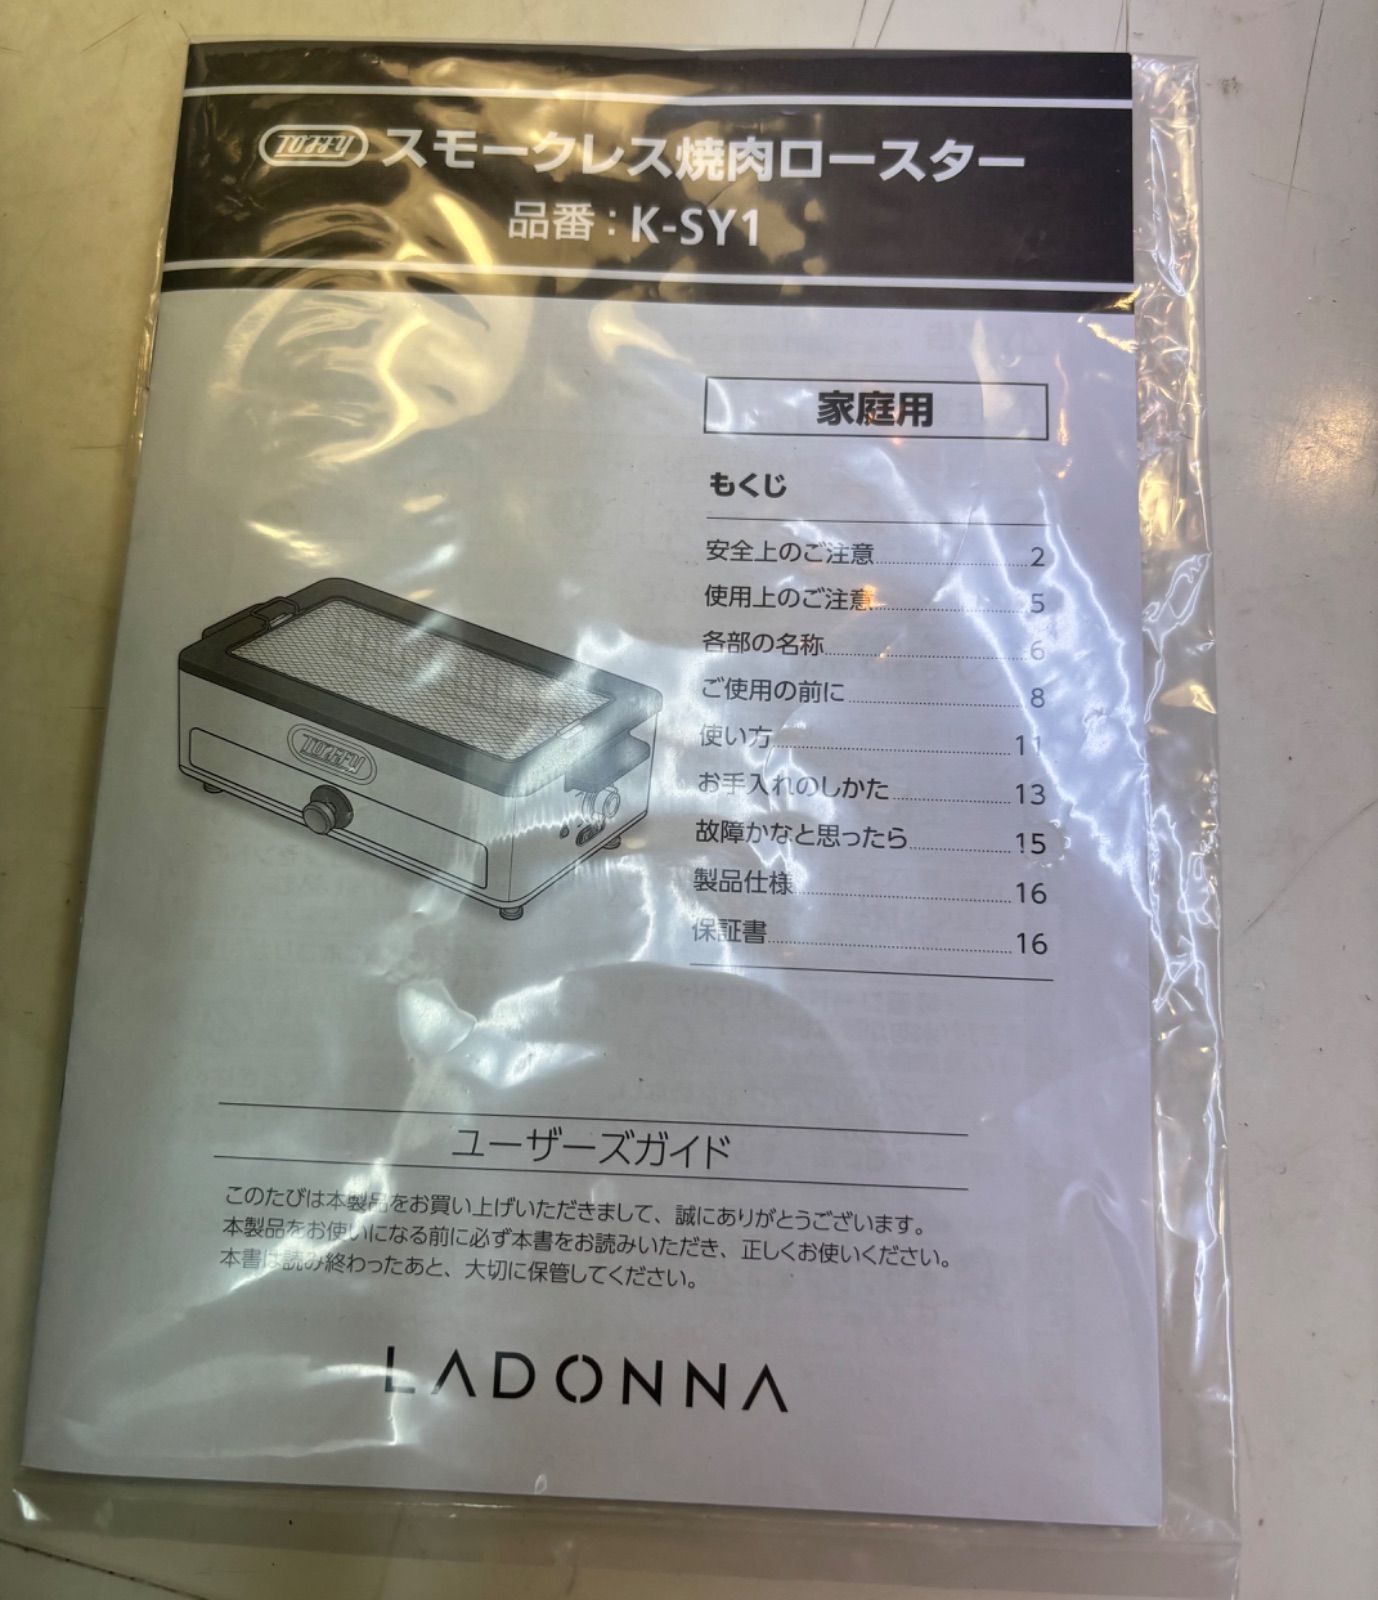 TOFFY スモークレス焼肉ロースター
品番：K-SY1
家庭用
もくじ
安全上のご注意 2
使用上のご注意 5
各部の名称 6
ご使用の前に 8
使い方 11
お手入れのしかた 13
故障かなと思ったら 15
製品仕様 16
保証書 16
TOFFY
ユーザーズガイド
このたびは本製品をお買い上げいただきまして、誠にありがとうございます。
本製品をお使いになる前に必ず本書をお読みいただき、正しくお使いください。
本書は読み終わったあと、大切に保管してください。
LADONNA